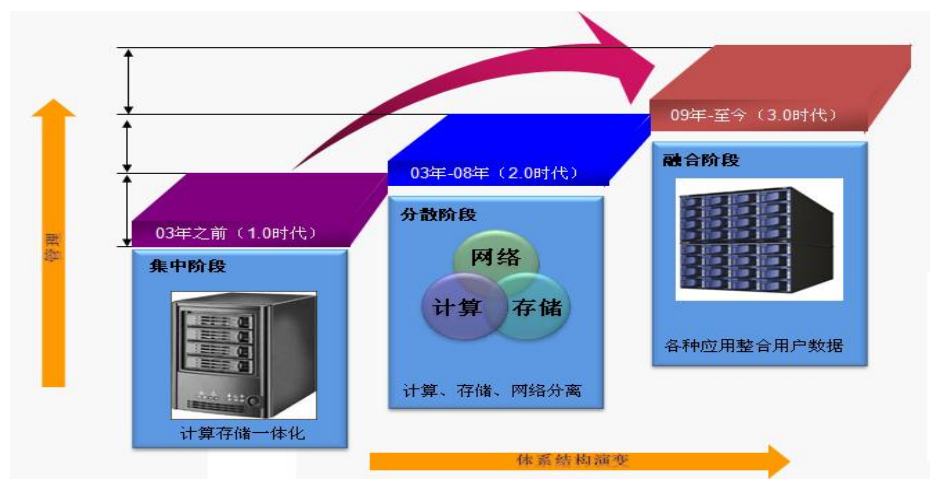 09年-至今（3.0时代）
融合阶段
各种应用整合用户数据
03年-08年（2.0时代）
分散阶段
网络
计算
存储
计算、存储、网络分离
03年之前（1.0时代）
集中阶段
计算存储一体化
体系结构演变